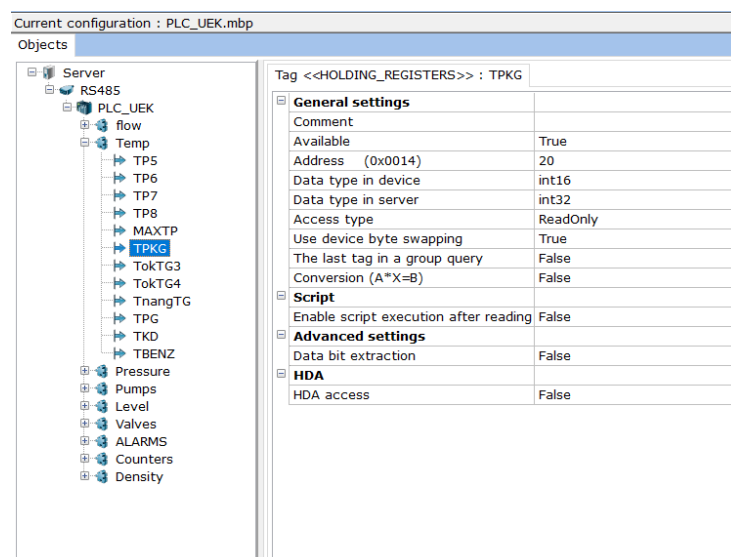 Current configuration : PLC_UEK.mbp
Objects
Server
RS485
PLC_UEK
flow
Temp
TP5
TP6
TP7
TP8
MAXTP
TPKG
TokTG3
TokTG4
TnangTG
TPG
TKD
TBENZ
Pressure
Pumps
Level
Valves
ALARMS
Counters
Density
Tag <<HOLDING_REGISTERS>> : TPKG
General settings
Comment
Available True
Address (0x0014) 20
Data type in device int16
Data type in server int32
Access type ReadOnly
Use device byte swapping True
The last tag in a group query False
Conversion (A*X=B) False
Script
Enable script execution after reading False
Advanced settings
Data bit extraction False
HDA
HDA access False